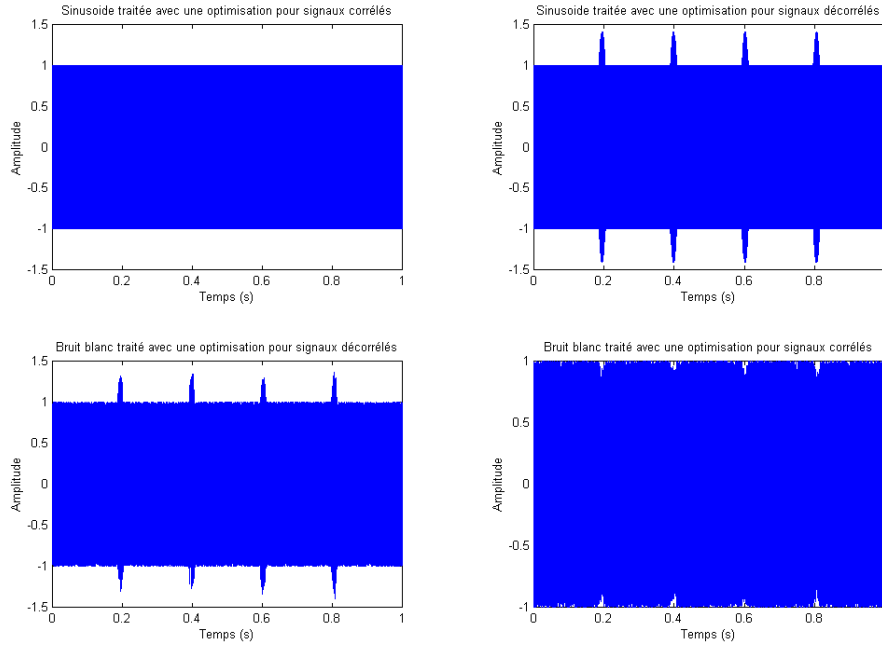 Sinusoide traitée avec une optimisation pour signaux corrélés
1.5
1
0.5
0
-0.5
-1
-1.5
Amplitude
0 0.2 0.4 0.6 0.8 1
Temps (s)
Sinusoide traitée avec une optimisation pour signaux décorrélés
1.5
1
0.5
0
-0.5
-1
-1.5
Amplitude
0 0.2 0.4 0.6 0.8
Temps (s)
Bruit blanc traité avec une optimisation pour signaux décorrélés
1.5
1
0.5
0
-0.5
-1
-1.5
Amplitude
0 0.2 0.4 0.6 0.8 1
Temps (s)
Bruit blanc traité avec une optimisation pour signaux corrélés
1
0.5
0
-0.5
-1
Amplitude
0 0.2 0.4 0.6 0.8
Temps (s)